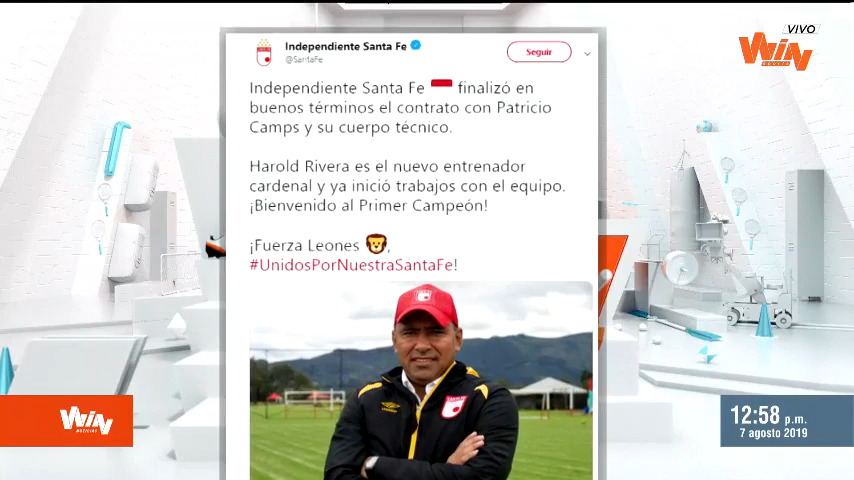 VIVO
WIN
Independiente Santa Fe
@SantaFe
Seguir
Independiente Santa Fe finalizó en
buenos términos el contrato con Patricio
Camps y su cuerpo técnico.
Harold Rivera es el nuevo entrenador
cardenal y ya inició trabajos con el equipo.
¡Bienvenido al Primer Campeón!
¡Fuerza Leones 🦁,
#UnidosPorNuestraSantaFe!
WIN
NOTICIAS
12:58 p.m.
7 agosto 2019